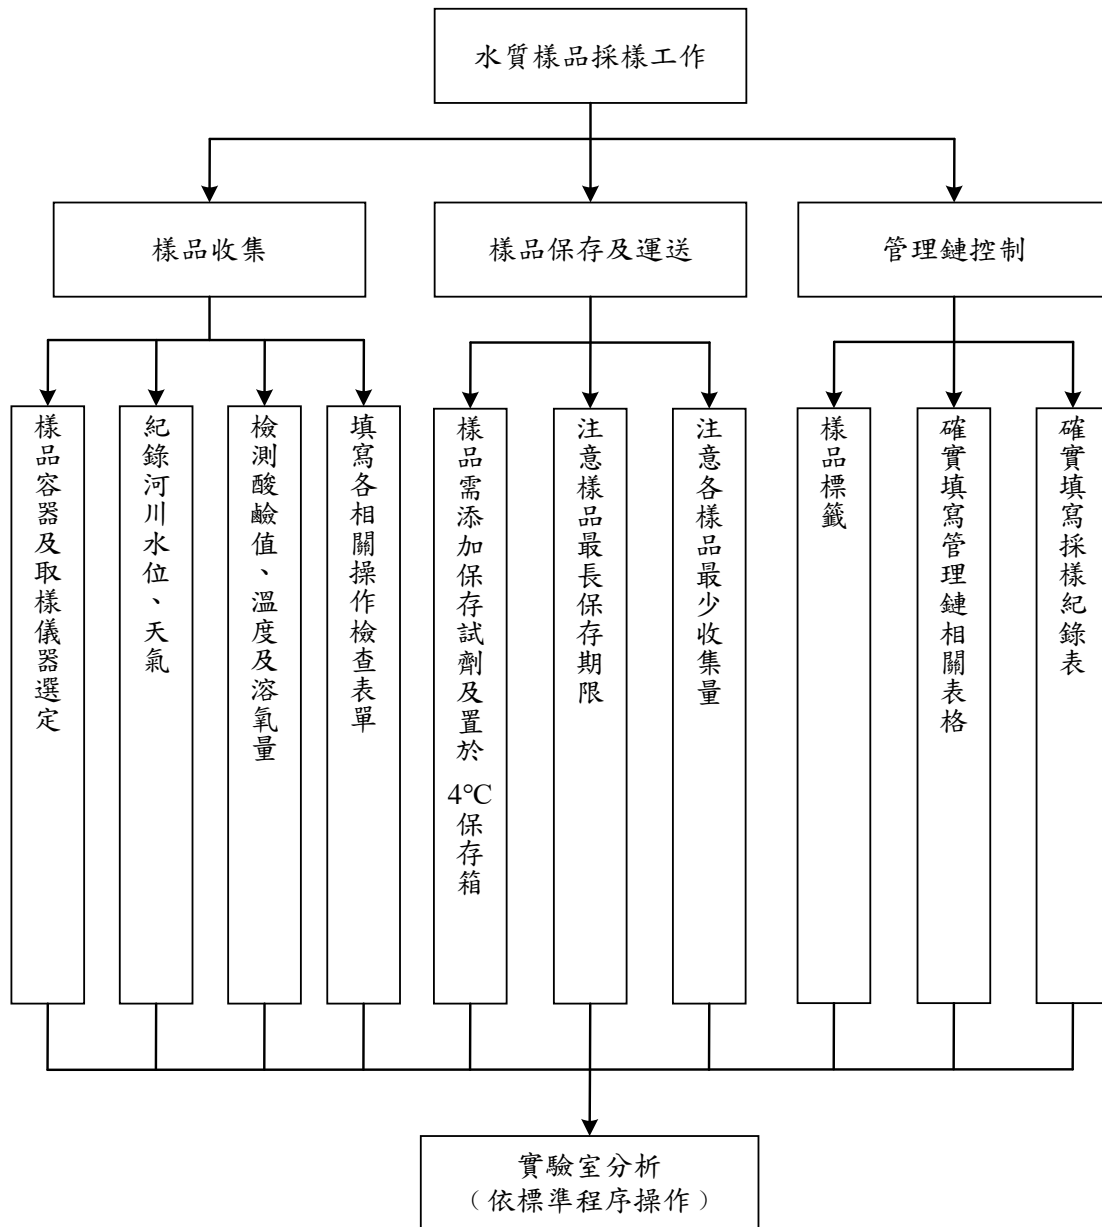 水質樣品採樣工作
樣品收集
樣品保存及運送
管理鏈控制
樣品容器及取樣儀器選定
紀錄河川水位、天氣
檢測酸鹼值、溫度及溶氧量
填寫各相關操作檢查表單
樣品需添加保存試劑及置於4℃保存箱
注意樣品最長保存期限
注意各樣品最少收集量
樣品標籤
確實填寫管理鏈相關表格
確實填寫採樣紀錄表
實驗室分析
（依標準程序操作）